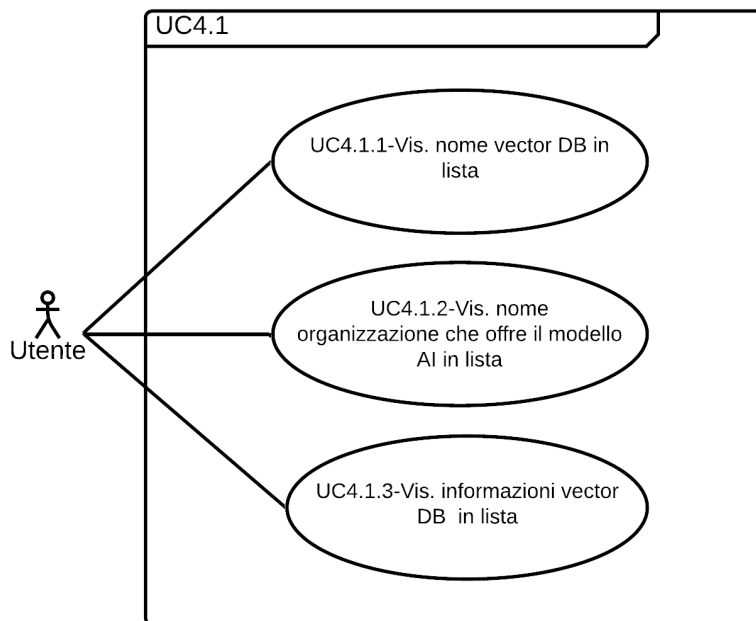 UC4.1
UC4.1.1-Vis. nome vector DB in
lista
UC4.1.2-Vis. nome
organizzazione che offre il modello
AI in lista
Utente
UC4.1.3-Vis. informazioni vector
DB  in lista